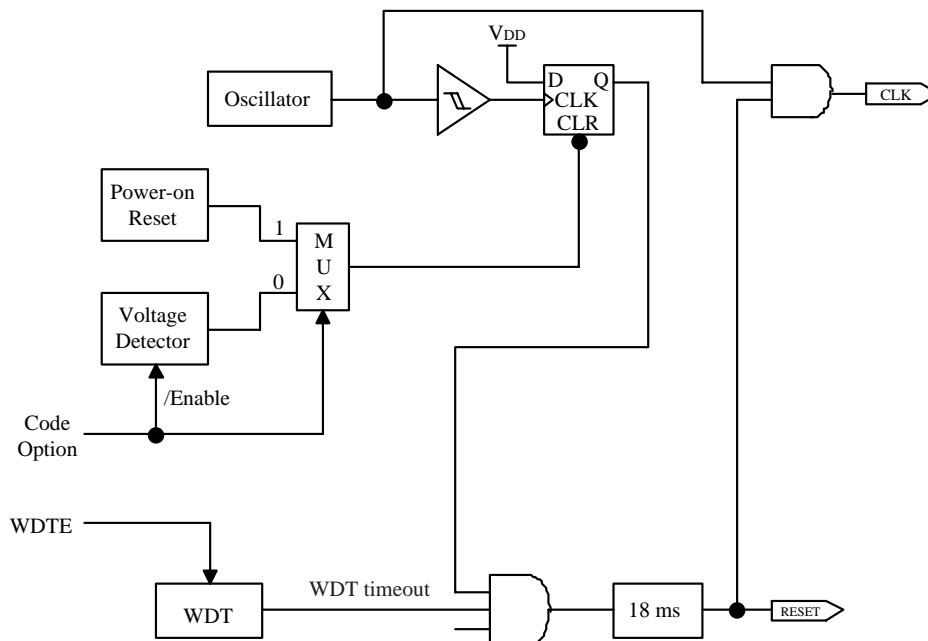 VDD
Oscillator
D Q
CLK
CLR
CLK
Power-on
Reset
1
M
U
X
0
Voltage
Detector
/Enable
Code
Option
WDTE
WDT timeout
WDT
18 ms
RESET